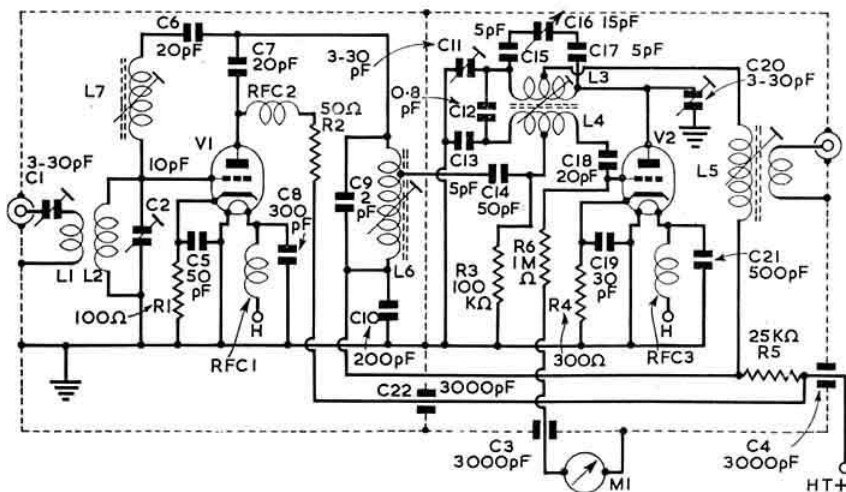 C6
20pF
C7
20pF
RFC2
L7
V1
10pF
3-30pF
C1
C2
L1
L2
C5
50
pF
C8
300
pF
100Ω
R1
H
RFC1
50Ω
R2
3-30
pF
C11
0.8
pF
C12
C13
5pF
C15
C16 15pF
C17 5pF
L3
L4
C20
3-30pF
V2
C18
20pF
L5
C9
2
pF
L6
5pF
C14
50pF
C10
200pF
R3
100
KΩ
R6
1M
Ω
C19
30
pF
R4
300Ω
H
RFC3
C21
500pF
25KΩ
R5
C22
3000pF
C3
3000pF
M1
C4
3000pF
HT+